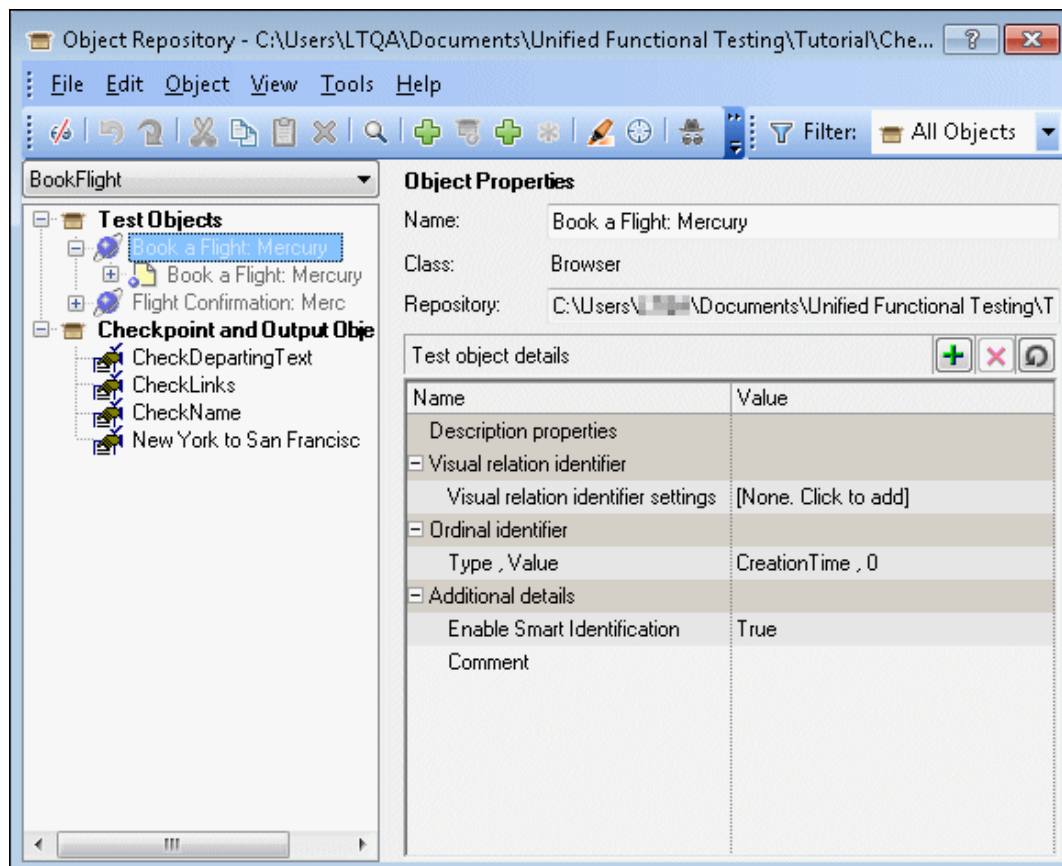 Object Repository - C:\Users\LTQA\Documents\Unified Functional Testing\Tutorial\Che...
File Edit Object View Tools Help
Filter: All Objects
BookFlight
Test Objects
Book a Flight: Mercury
Book a Flight: Mercury
Flight Confirmation: Merc
Checkpoint and Output Obje
CheckDepartingText
CheckLinks
CheckName
New York to San Francisc
Object Properties
Name: Book a Flight: Mercury
Class: Browser
Repository: C:\Users\ \Documents\Unified Functional Testing\T
Test object details
Name Value
Description properties
Visual relation identifier
Visual relation identifier settings [None. Click to add]
Ordinal identifier
Type , Value CreationTime , 0
Additional details
Enable Smart Identification True
Comment